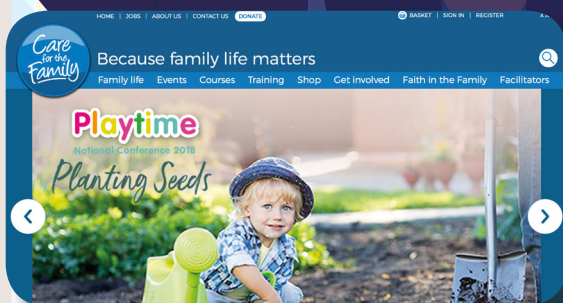 HOME | JOBS | ABOUT US | CONTACT US DONATE
BASKET | SIGN IN | REGISTER
Care
for the
Family
Because family life matters
Family life Events Courses Training Shop Get involved Faith in the Family Facilitators
Playtime
National Conference 2018
Planting Seeds